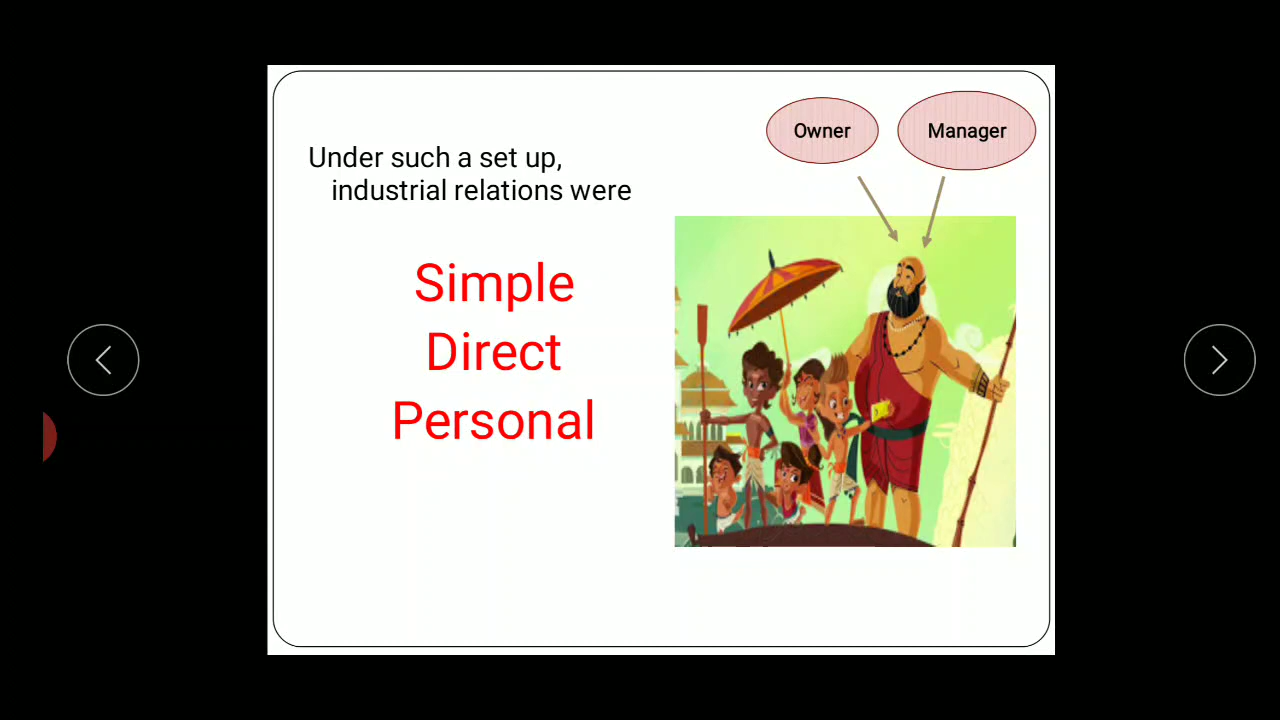 Owner
Manager
Under such a set up,
industrial relations were
Simple
Direct
Personal